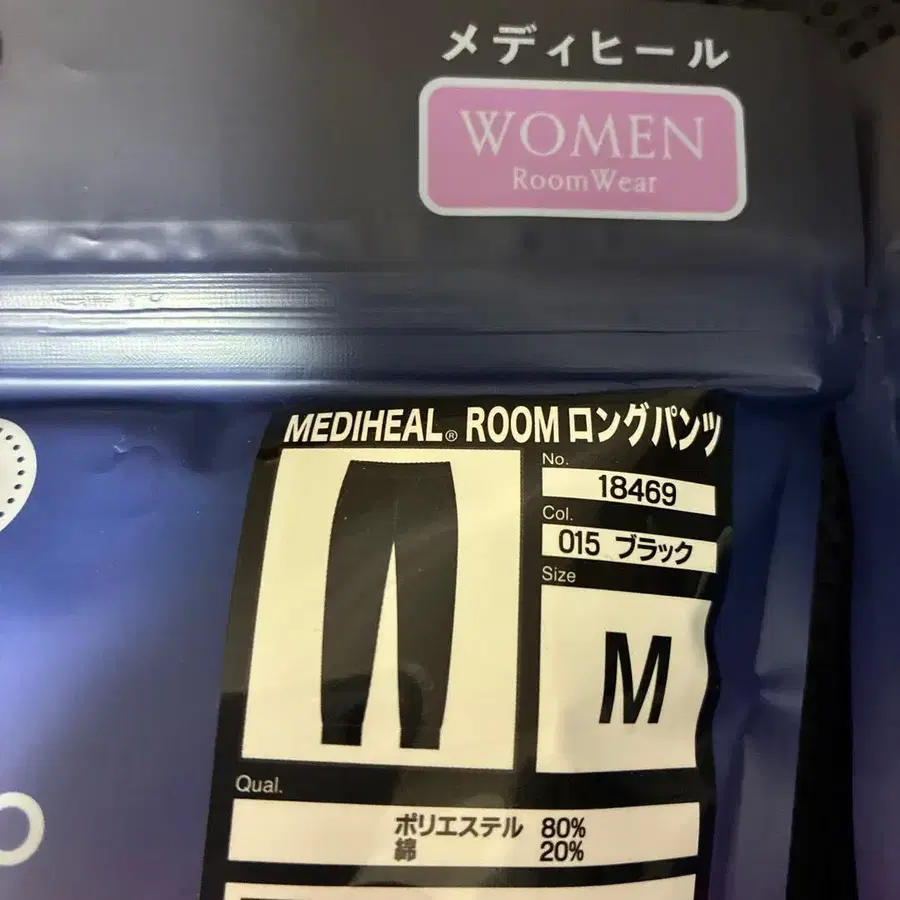 メディヒール
WOMEN
RoomWear
MEDIHEAL® ROOM ロングパンツ
No.
18469
Col.
015 ブラック
Size
M
Qual.
ポリエステル 80%
綿 20%